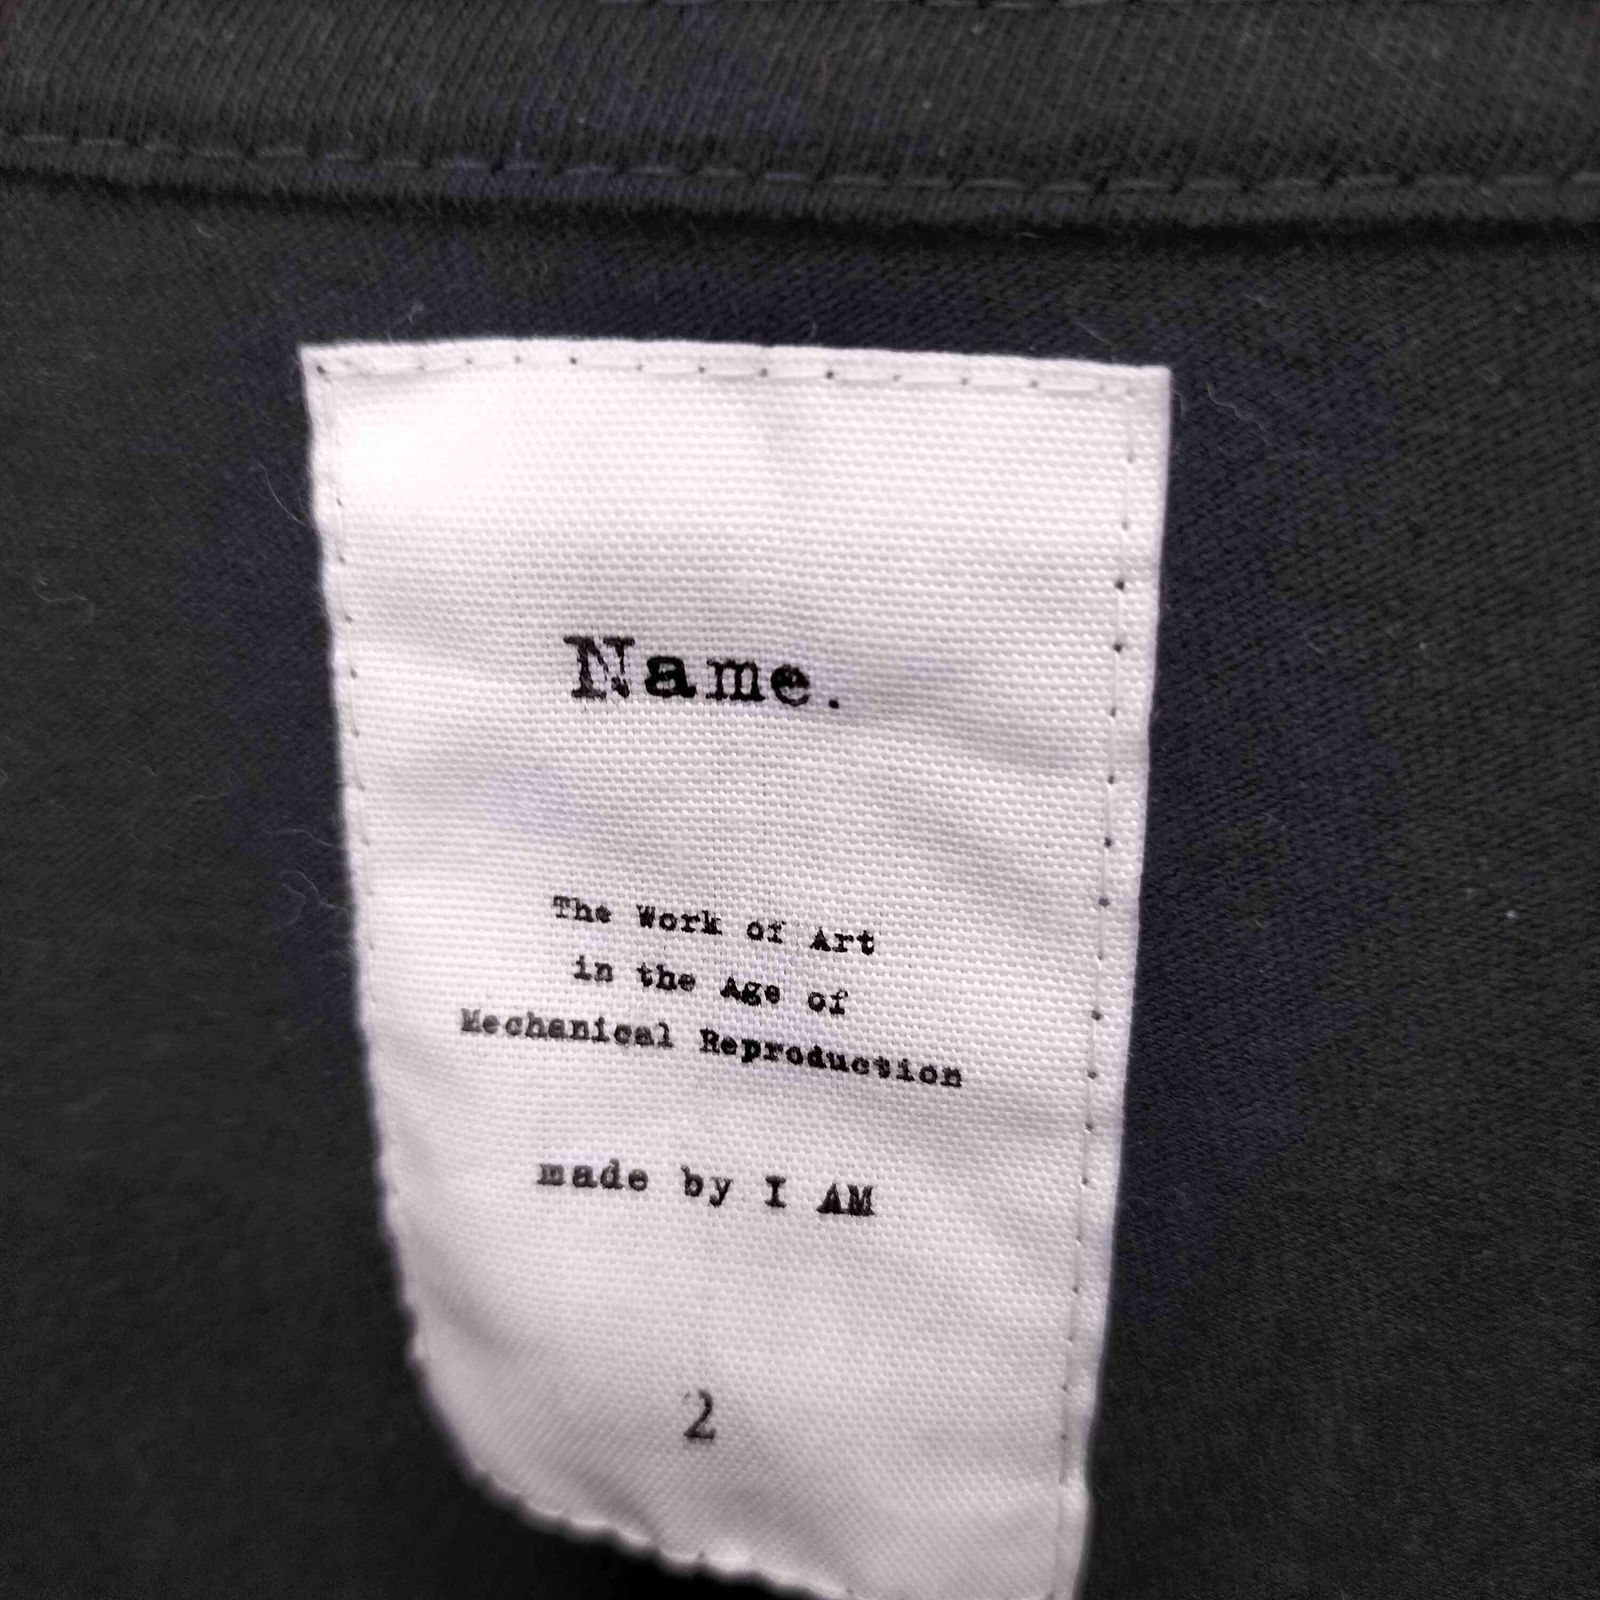 Name.
The Work of Art
in the Age of
Mechanical Reproduction
made by I AM
2